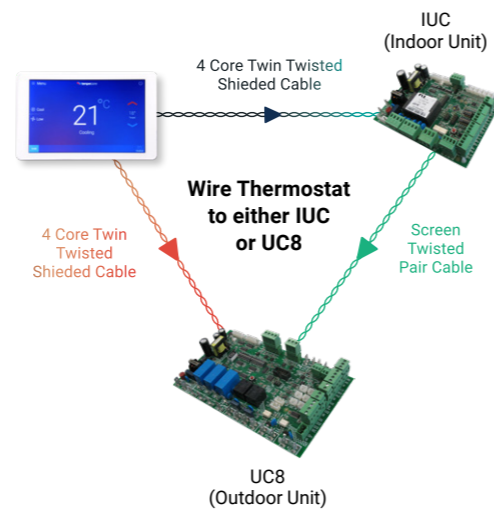 IUC
(Indoor Unit)
4 Core Twin Twisted
Shieded Cable
21°C
Cooling
Wire Thermostat
to either IUC
or UC8
4 Core Twin
Twisted
Shieded Cable
Screen
Twisted
Pair Cable
UC8
(Outdoor Unit)